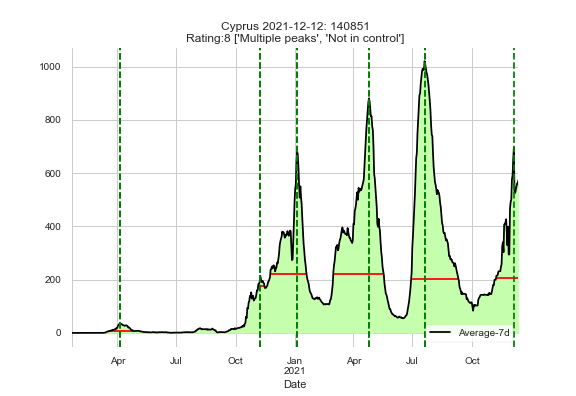 Cyprus 2021-12-12: 140851
Rating:8 ['Multiple peaks', 'Not in control']
1000
800
600
400
200
0
Average-7d
Apr Jul Oct Jan Apr Jul Oct
2021
Date